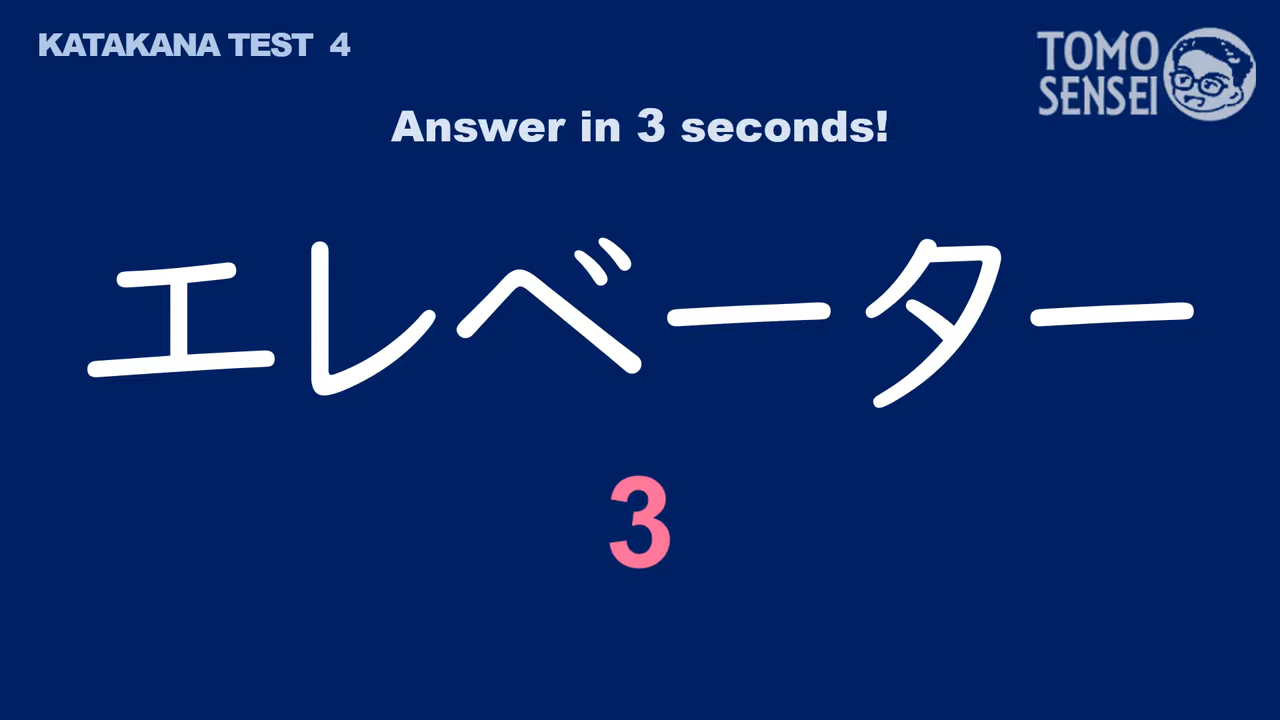 KATAKANA TEST 4
TOMO
SENSEI
Answer in 3 seconds!
エレベーター
3